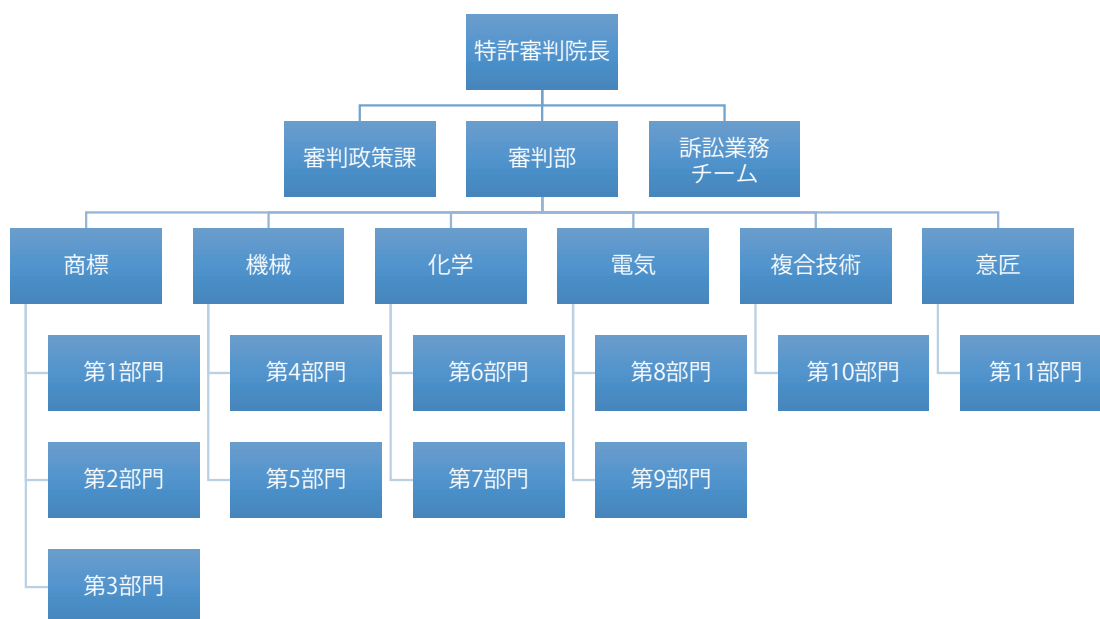 特許審判院長
審判政策課
審判部
訴訟業務
チーム
商標
機械
化学
電気
複合技術
意匠
第1部門
第4部門
第6部門
第8部門
第10部門
第11部門
第2部門
第5部門
第7部門
第9部門
第3部門